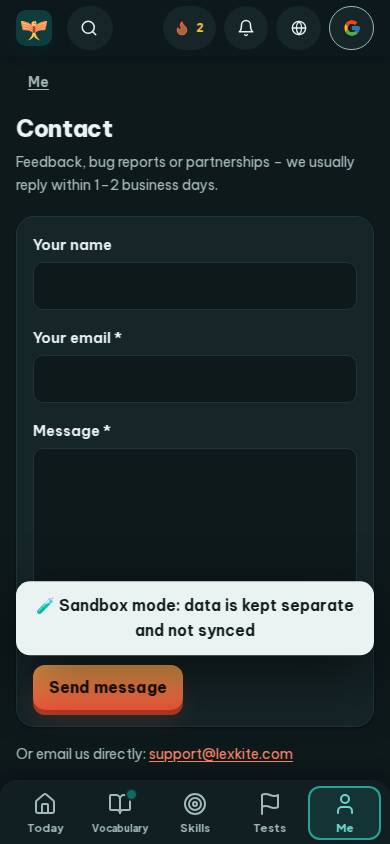 2
Me
Contact
Feedback, bug reports or partnerships – we usually
reply within 1–2 business days.
Your name
Your email *
Message *
🧪 Sandbox mode: data is kept separate
and not synced
Send message
Or email us directly: support@lexkite.com
Today
Vocabulary
Skills
Tests
Me